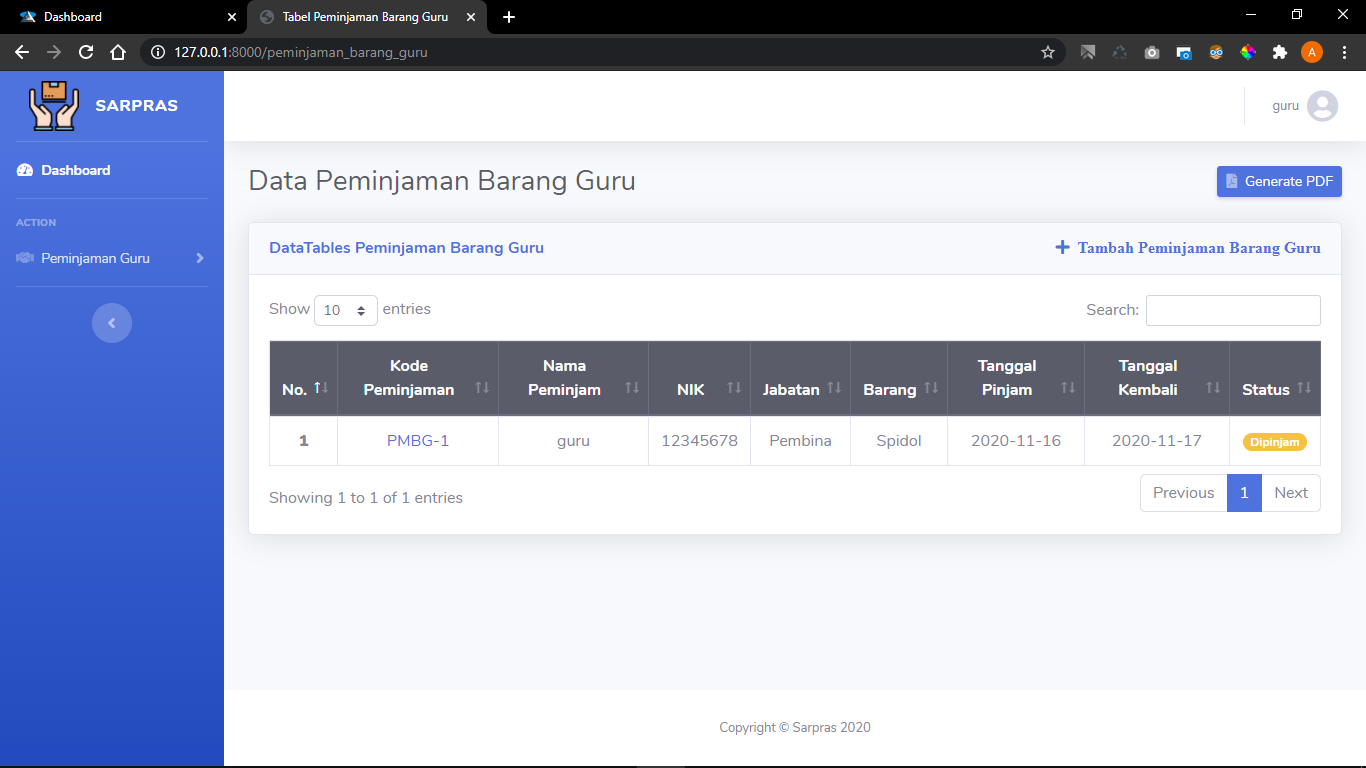 Dashboard
Tabel Peminjaman Barang Guru
127.0.0.1:8000/peminjaman_barang_guru
A
SARPRAS
guru
Dashboard
ACTION
Peminjaman Guru
Data Peminjaman Barang Guru
Generate PDF
DataTables Peminjaman Barang Guru
Tambah Peminjaman Barang Guru
Show 10 entries
Search:
No. Kode Peminjaman Nama Peminjam NIK Jabatan Barang Tanggal Pinjam Tanggal Kembali Status
1 PMBG-1 guru 12345678 Pembina Spidol 2020-11-16 2020-11-17 Dipinjam
Showing 1 to 1 of 1 entries
Previous 1 Next
Copyright © Sarpras 2020